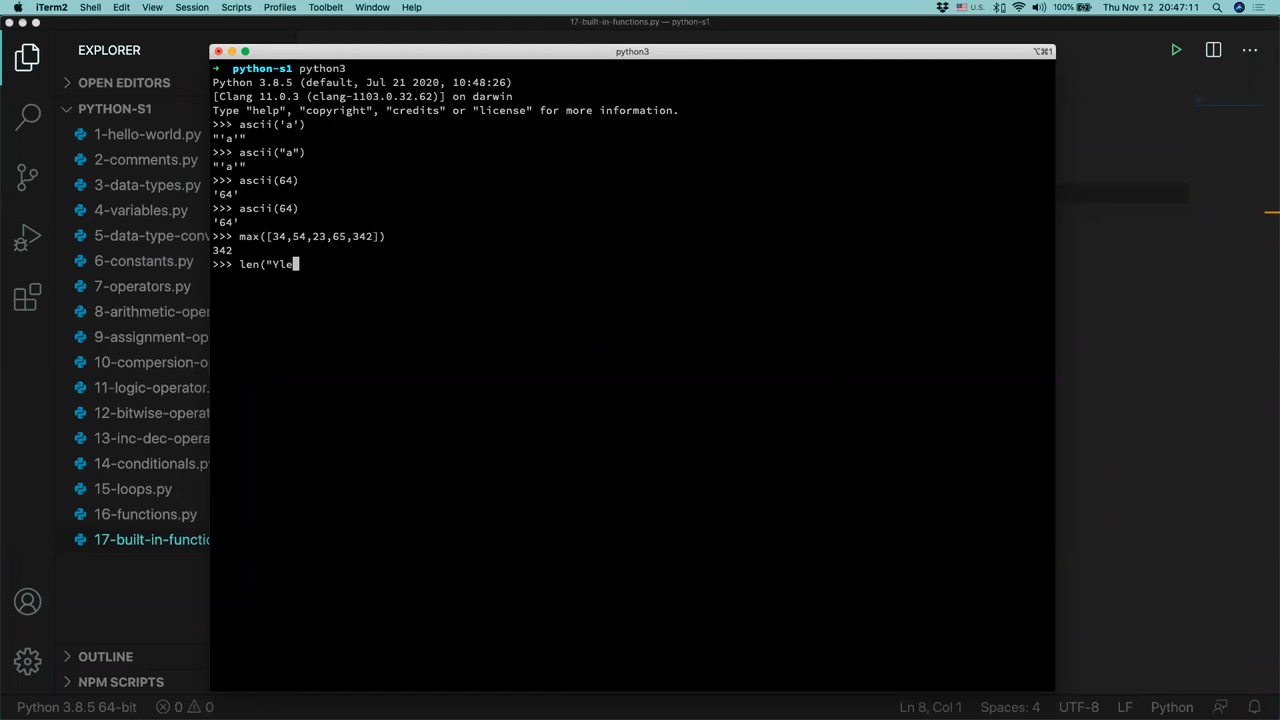 iTerm2 Shell Edit View Session Scripts Profiles Toolbelt Window Help U.S. 100% Thu Nov 12 20:47:11
17-built-in-functions.py — python-s1
EXPLORER
OPEN EDITORS
PYTHON-S1
1-hello-world.py
2-comments.py
3-data-types.py
4-variables.py
5-data-type-conv
6-constants.py
7-operators.py
8-arithmetic-op
9-assignment-op
10-compersion-o
11-logic-operator.
12-bitwise-operat
13-inc-dec-opera
14-conditionals.py
15-loops.py
16-functions.py
17-built-in-functio
OUTLINE
NPM SCRIPTS
python3 ⌥⌘1
➜ python-s1 python3
Python 3.8.5 (default, Jul 21 2020, 10:48:26)
[Clang 11.0.3 (clang-1103.0.32.62)] on darwin
Type "help", "copyright", "credits" or "license" for more information.
>>> ascii('a')
"'a'"
>>> ascii("a")
"'a'"
>>> ascii(64)
'64'
>>> ascii(64)
'64'
>>> max([34,54,23,65,342])
342
>>> len("Yle
Python 3.8.5 64-bit 0 0 Ln 8, Col 1 Spaces: 4 UTF-8 LF Python